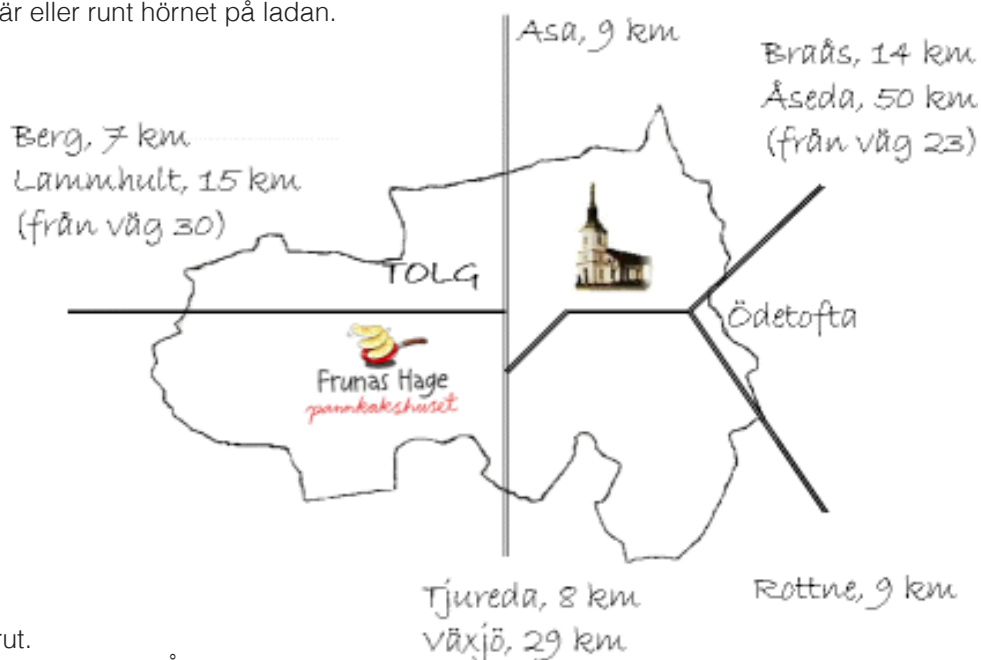 är eller runt hörnet på ladan.
Asa, 9 km
Braås, 14 km
Åseda, 50 km
(från väg 23)
Berg, 7 km
Lammhult, 15 km
(från väg 30)
TOLG
Ödetofta
Frunas Hage
pannkakshuset
Tjureda, 8 km
Växjö, 29 km
Rottne, 9 km
rut.